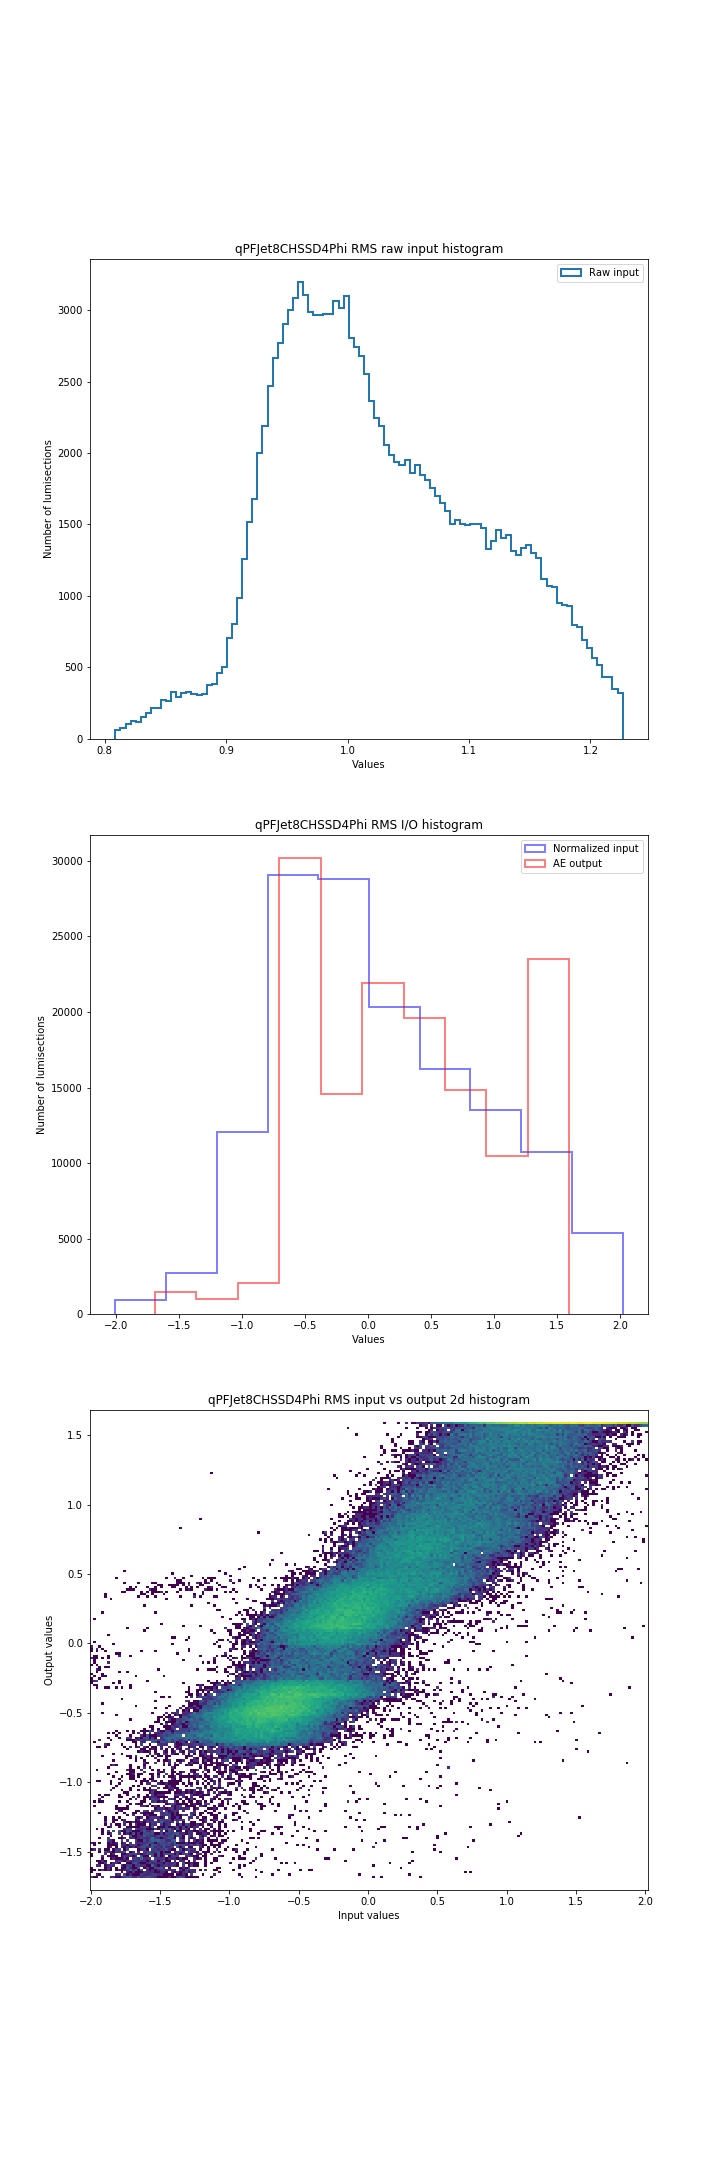 qPFJet8CHSSD4Phi RMS raw input histogram
Raw input
3000
2500
2000
1500
1000
500
0
Number of lumisections
0.8 0.9 1.0 1.1 1.2
Values
qPFJet8CHSSD4Phi RMS I/O histogram
Normalized input
AE output
30000
25000
20000
15000
10000
5000
0
Number of lumisections
−2.0 −1.5 −1.0 −0.5 0.0 0.5 1.0 1.5 2.0
Values
qPFJet8CHSSD4Phi RMS input vs output 2d histogram
1.5
1.0
0.5
0.0
−0.5
−1.0
−1.5
Output values
−2.0 −1.5 −1.0 −0.5 0.0 0.5 1.0 1.5 2.0
Input values